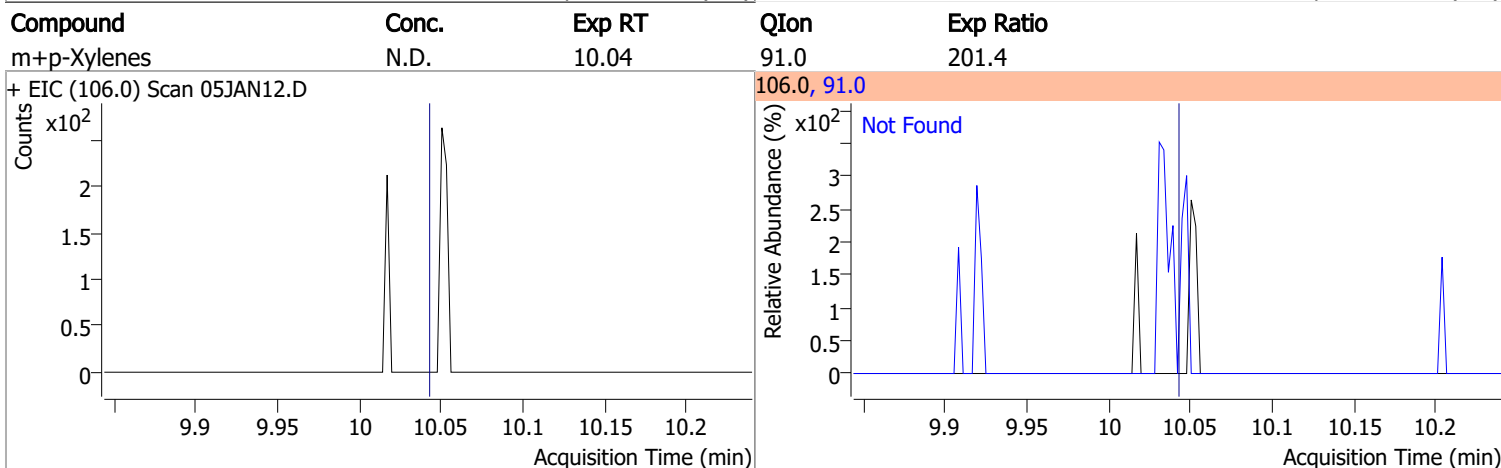 Compound Conc. Exp RT QIon Exp Ratio
m+p-Xylenes N.D. 10.04 91.0 201.4
+ EIC (106.0) Scan 05JAN12.D
Counts
x10²
2
1.5
1
0.5
0
9.9 9.95 10 10.05 10.1 10.15 10.2
Acquisition Time (min)
106.0, 91.0
Relative Abundance (%)
x10²
Not Found
3
2.5
2
1.5
1
0.5
0
9.9 9.95 10 10.05 10.1 10.15 10.2
Acquisition Time (min)